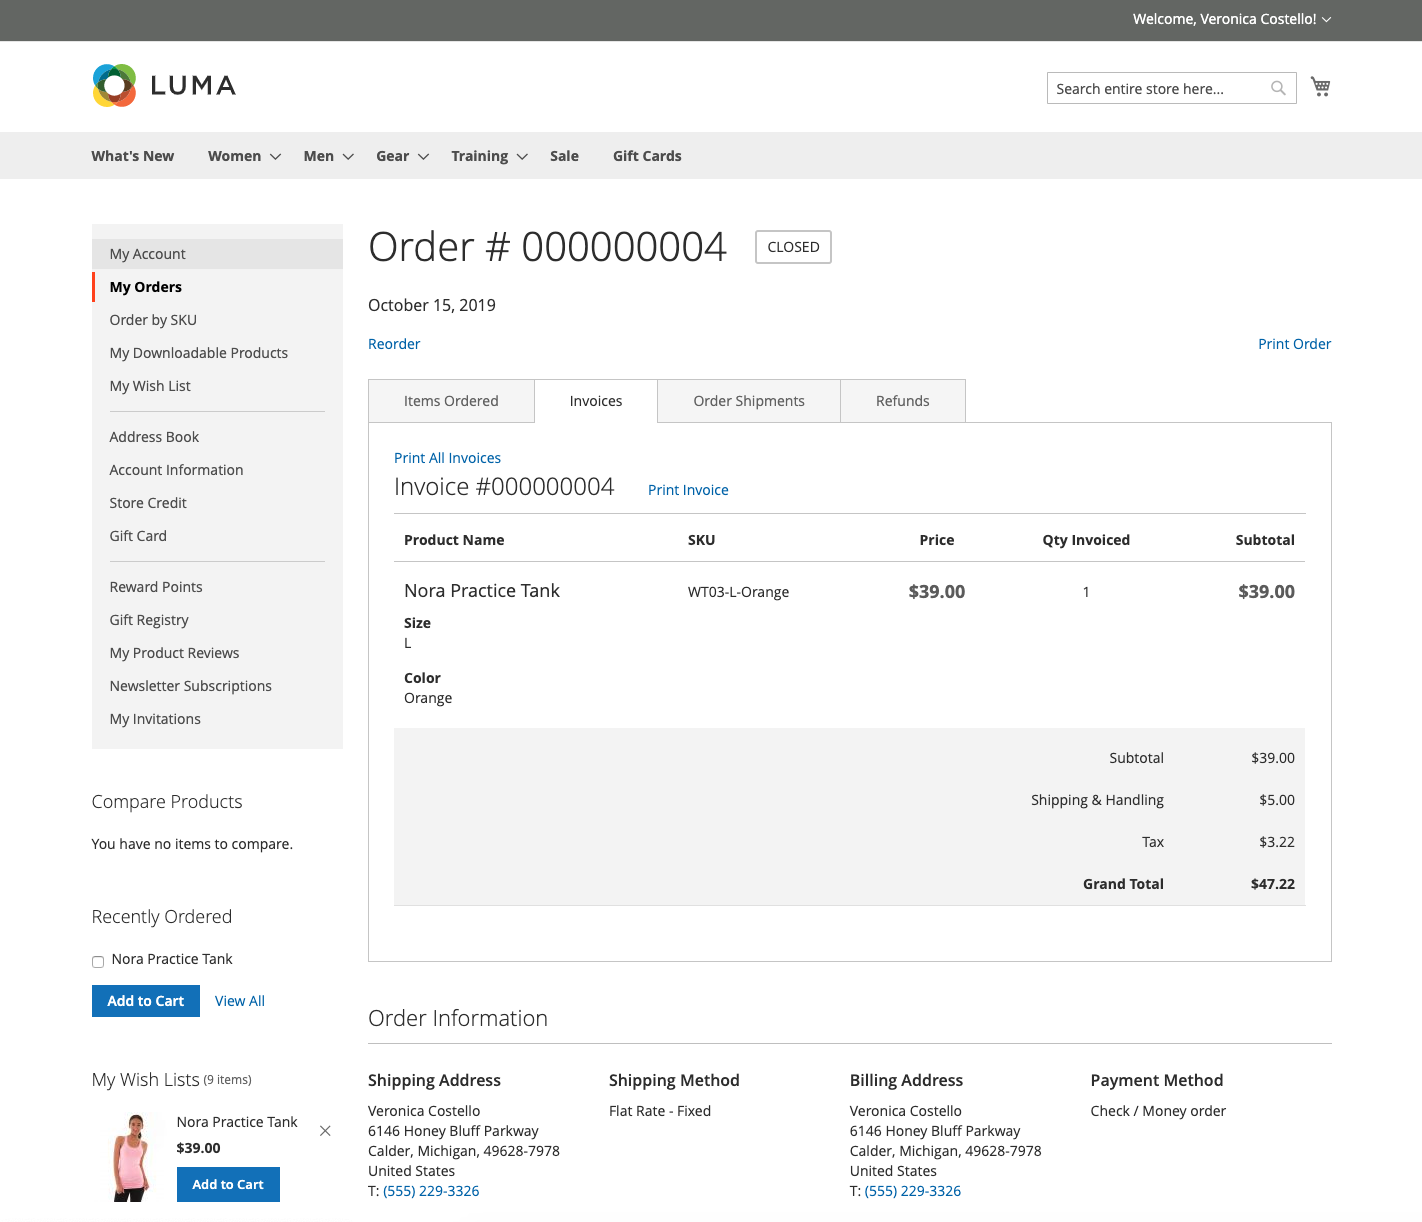 Welcome, Veronica Costello!
LUMA
Search entire store here...
What's New Women Men Gear Training Sale Gift Cards
My Account
My Orders
Order by SKU
My Downloadable Products
My Wish List
Address Book
Account Information
Store Credit
Gift Card
Reward Points
Gift Registry
My Product Reviews
Newsletter Subscriptions
My Invitations
Compare Products
You have no items to compare.
Recently Ordered
Nora Practice Tank
Add to Cart View All
My Wish Lists (9 items)
Nora Practice Tank
$39.00
Add to Cart
Order # 000000004 CLOSED
October 15, 2019
Reorder Print Order
Items Ordered Invoices Order Shipments Refunds
Print All Invoices
Invoice #000000004 Print Invoice
Product Name SKU Price Qty Invoiced Subtotal
Nora Practice Tank WT03-L-Orange $39.00 1 $39.00
Size
L
Color
Orange
Subtotal $39.00
Shipping & Handling $5.00
Tax $3.22
Grand Total $47.22
Order Information
Shipping Address
Veronica Costello
6146 Honey Bluff Parkway
Calder, Michigan, 49628-7978
United States
T: (555) 229-3326
Shipping Method
Flat Rate - Fixed
Billing Address
Veronica Costello
6146 Honey Bluff Parkway
Calder, Michigan, 49628-7978
United States
T: (555) 229-3326
Payment Method
Check / Money order